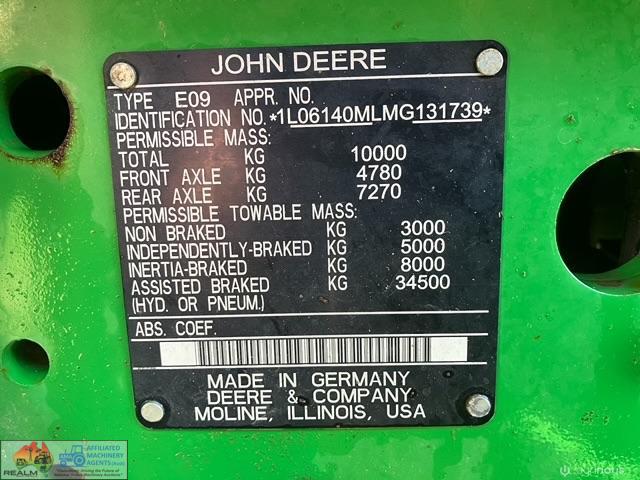 JOHN DEERE
TYPE E09 APPR. NO.
IDENTIFICATION NO. *1L06140MLMG131739*
PERMISSIBLE MASS:
TOTAL KG 10000
FRONT AXLE KG 4780
REAR AXLE KG 7270
PERMISSIBLE TOWABLE MASS:
NON BRAKED KG 3000
INDEPENDENTLY-BRAKED KG 5000
INERTIA-BRAKED KG 8000
ASSISTED BRAKED KG 34500
(HYD. OR PNEUM.)
ABS. COEF.
MADE IN GERMANY
DEERE & COMPANY
MOLINE, ILLINOIS, USA
REALM
AFFILIATED
MACHINERY
AGENTS